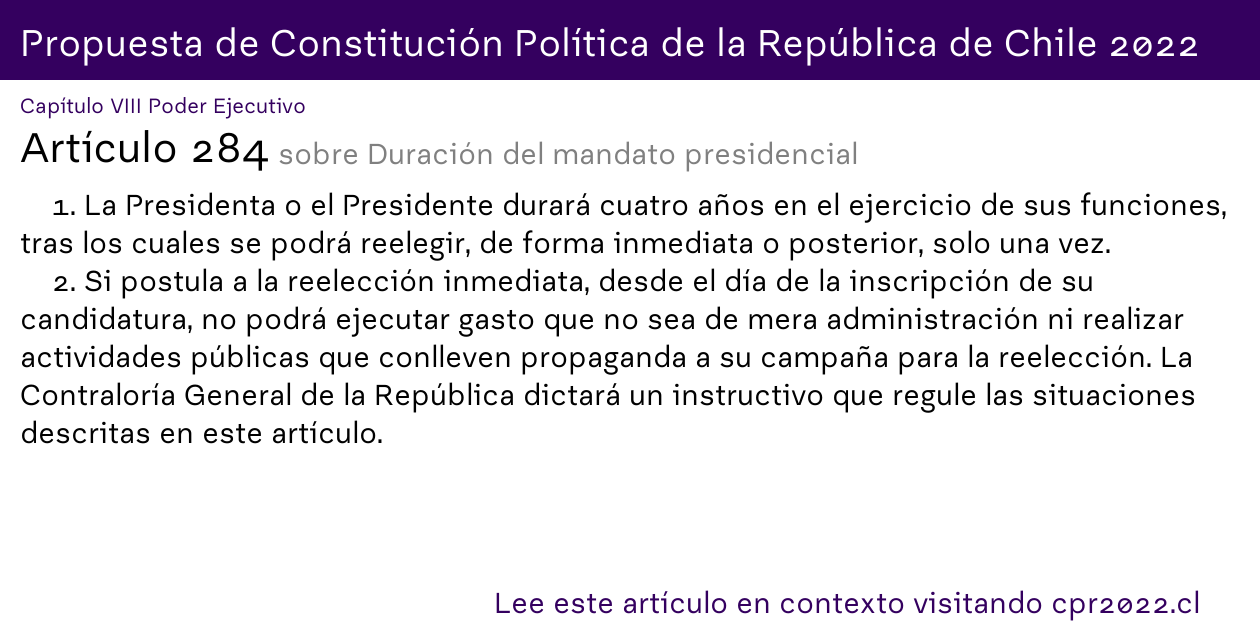 Propuesta de Constitución Política de la República de Chile 2022
Capítulo VIII Poder Ejecutivo
Artículo 284 sobre Duración del mandato presidencial
1. La Presidenta o el Presidente durará cuatro años en el ejercicio de sus funciones,
tras los cuales se podrá reelegir, de forma inmediata o posterior, solo una vez.
2. Si postula a la reelección inmediata, desde el día de la inscripción de su
candidatura, no podrá ejecutar gasto que no sea de mera administración ni realizar
actividades públicas que conlleven propaganda a su campaña para la reelección. La
Contraloría General de la República dictará un instructivo que regule las situaciones
descritas en este artículo.
Lee este artículo en contexto visitando cpr2022.cl